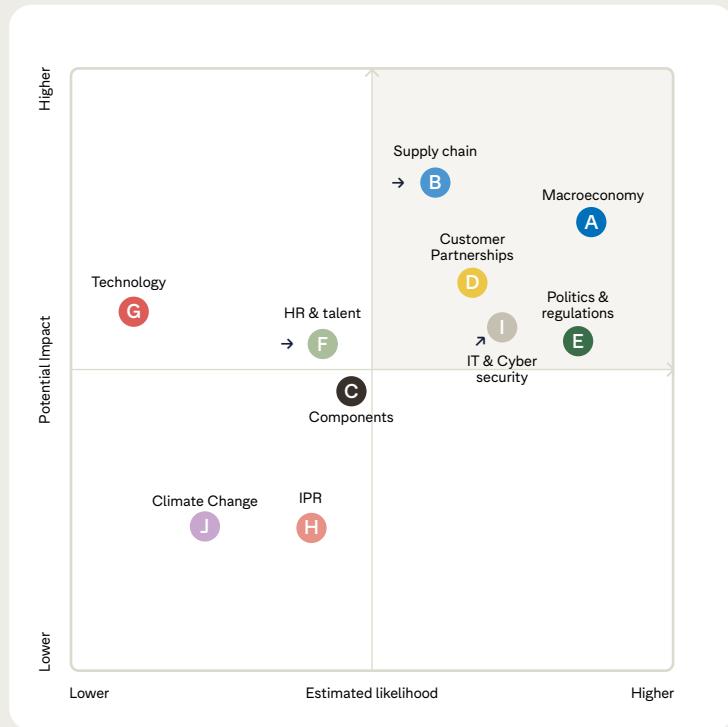 Higher
Supply chain
B
Macroeconomy
A
Customer
Partnerships
D
Technology
G
Politics &
regulations
HR & talent
I
E
F
IT & Cyber
security
Potential Impact
C
Components
Climate Change
IPR
J
H
Lower
Lower
Estimated likelihood
Higher